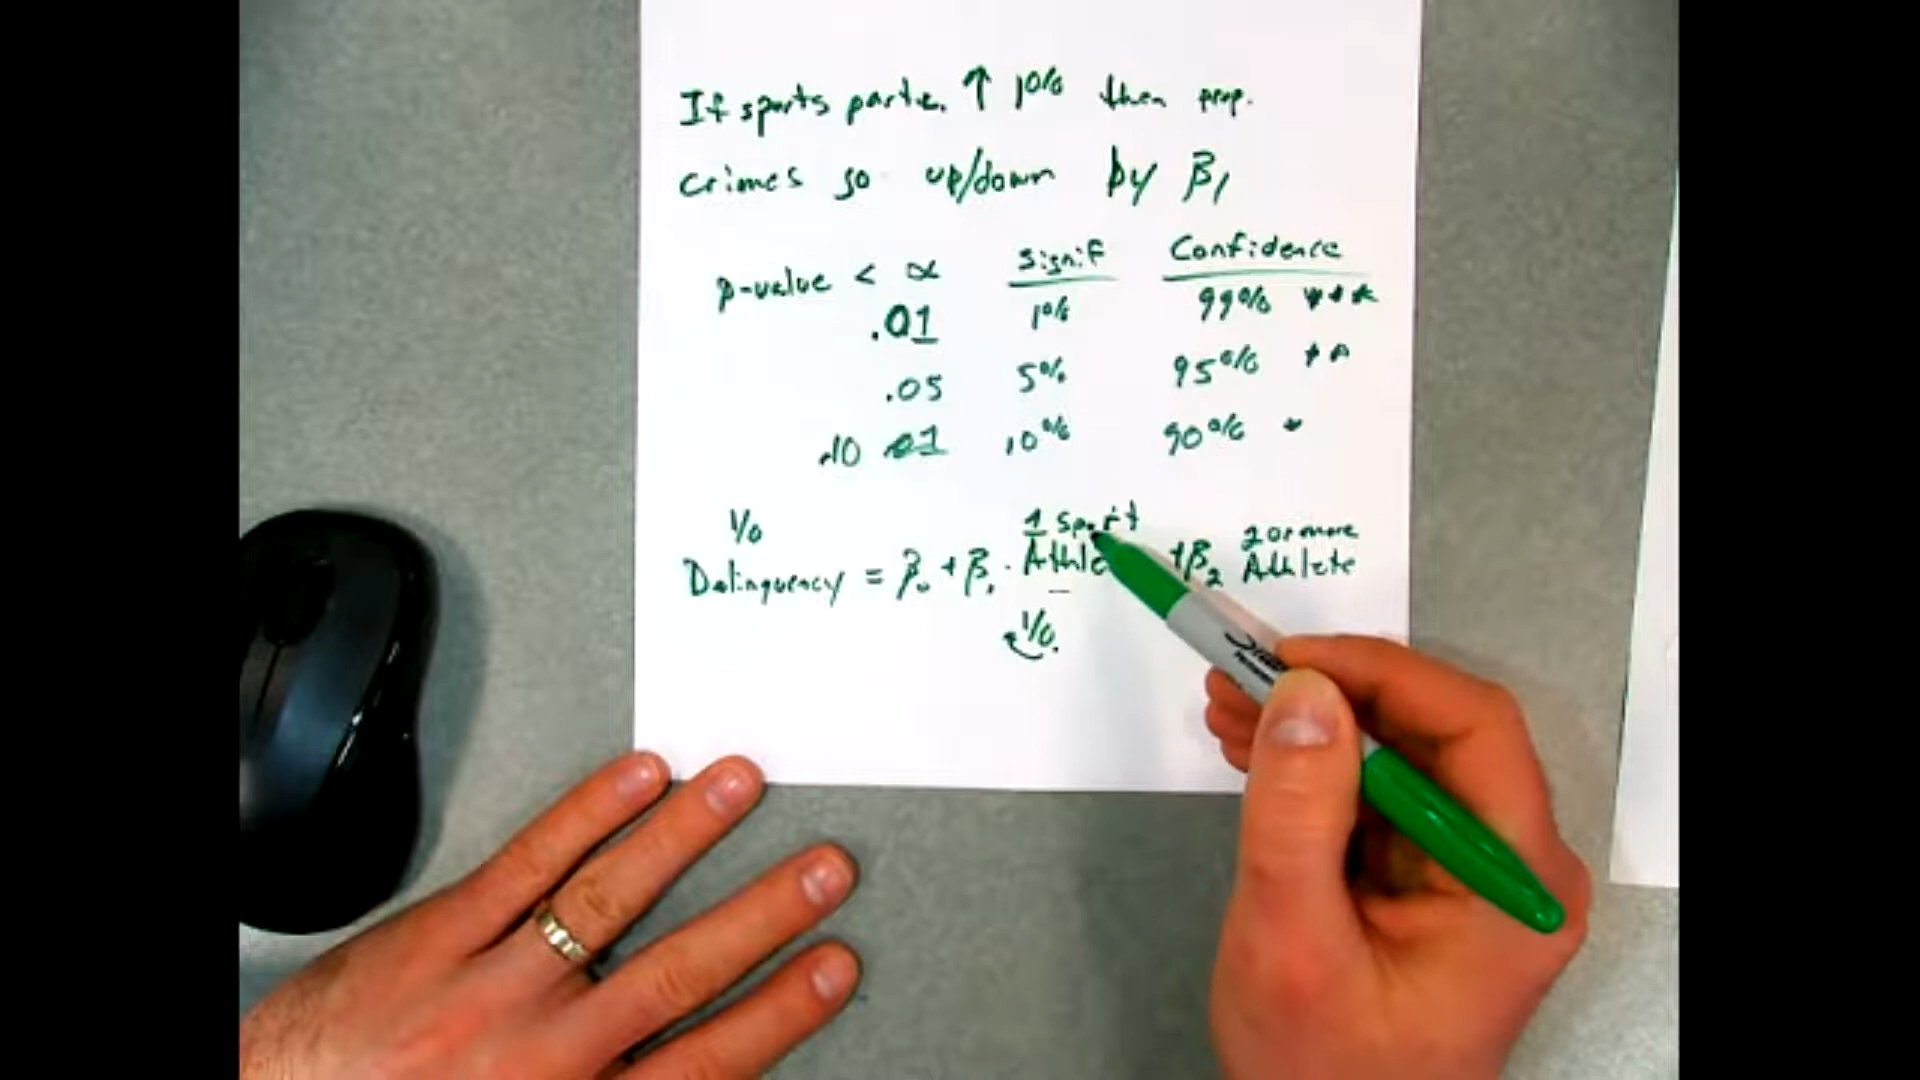 If sports partic. ↑ 10% then prop.
crimes go up/down by β1
p-value < α Signif Confidence
.01 1% 99% ***
.05 5% 95% **
.10 10% 90% *
1/0 1 Sport 2 or more
Delinquency = β0 + β1 · Athle +β2 Athlete
1/0.